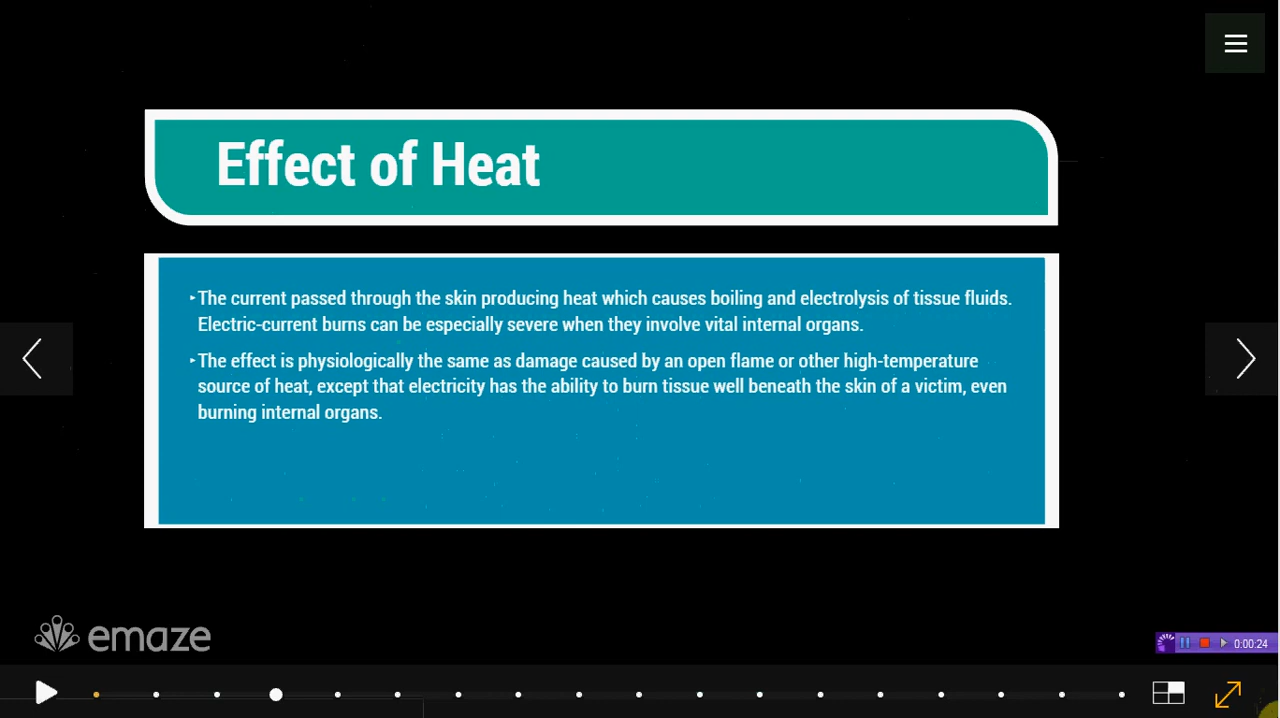 Effect of Heat
‣The current passed through the skin producing heat which causes boiling and electrolysis of tissue fluids.
Electric-current burns can be especially severe when they involve vital internal organs.
‣The effect is physiologically the same as damage caused by an open flame or other high-temperature
source of heat, except that electricity has the ability to burn tissue well beneath the skin of a victim, even
burning internal organs.
emaze
0:00:24